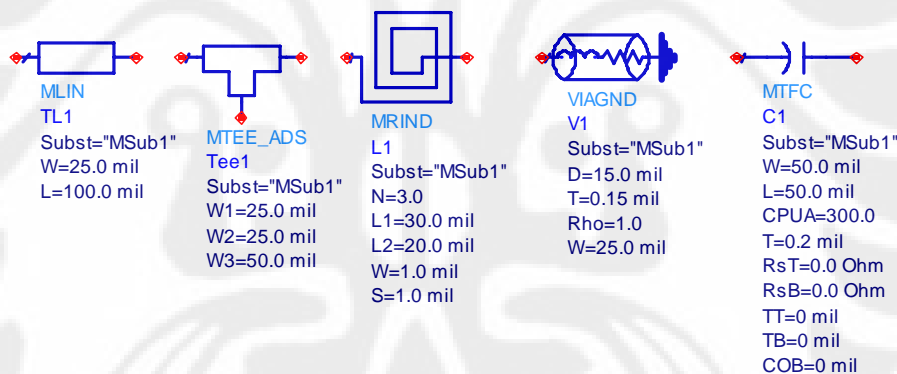 MLIN
TL1
Subst="MSub1"
W=25.0 mil
L=100.0 mil
MTEE_ADS
Tee1
Subst="MSub1"
W1=25.0 mil
W2=25.0 mil
W3=50.0 mil
MRIND
L1
Subst="MSub1"
N=3.0
L1=30.0 mil
L2=20.0 mil
W=1.0 mil
S=1.0 mil
VIAGND
V1
Subst="MSub1"
D=15.0 mil
T=0.15 mil
Rho=1.0
W=25.0 mil
MTFC
C1
Subst="MSub1"
W=50.0 mil
L=50.0 mil
CPUA=300.0
T=0.2 mil
RsT=0.0 Ohm
RsB=0.0 Ohm
TT=0 mil
TB=0 mil
COB=0 mil